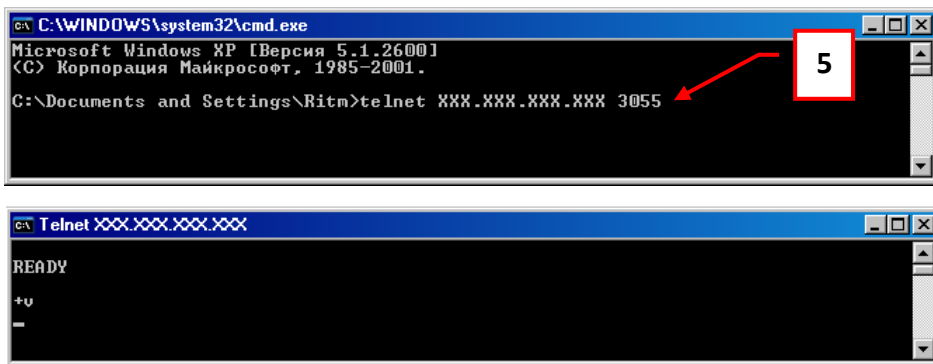 C:\WINDOWS\system32\cmd.exe
Microsoft Windows XP [Версия 5.1.2600]
(C) Корпорация Майкрософт, 1985-2001.
C:\Documents and Settings\Ritm>telnet XXX.XXX.XXX.XXX 3055
5
Telnet XXX.XXX.XXX.XXX
READY
+v